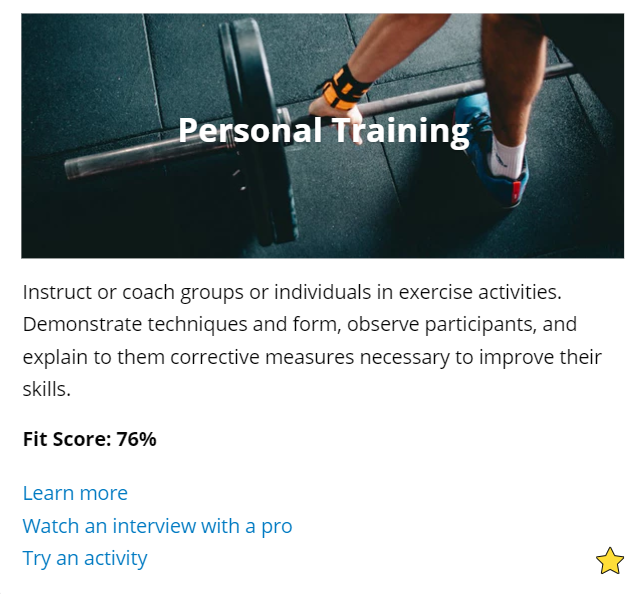 Personal Training
Instruct or coach groups or individuals in exercise activities.
Demonstrate techniques and form, observe participants, and
explain to them corrective measures necessary to improve their
skills.
Fit Score: 76%
Learn more
Watch an interview with a pro
Try an activity